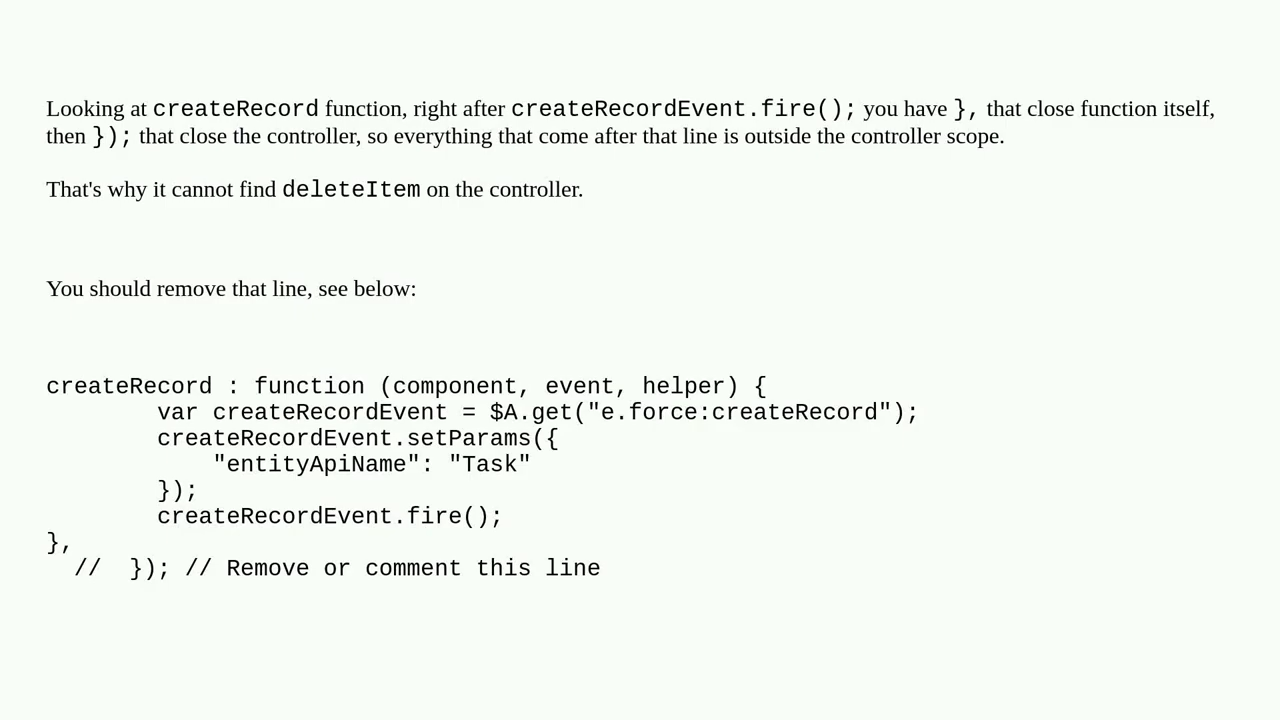 Looking at createRecord function, right after createRecordEvent.fire(); you have }, that close function itself,
then }); that close the controller, so everything that come after that line is outside the controller scope.
That's why it cannot find deleteItem on the controller.
You should remove that line, see below:
createRecord : function (component, event, helper) {
        var createRecordEvent = $A.get("e.force:createRecord");
        createRecordEvent.setParams({
            "entityApiName": "Task"
        });
        createRecordEvent.fire();
},
  //  }); // Remove or comment this line